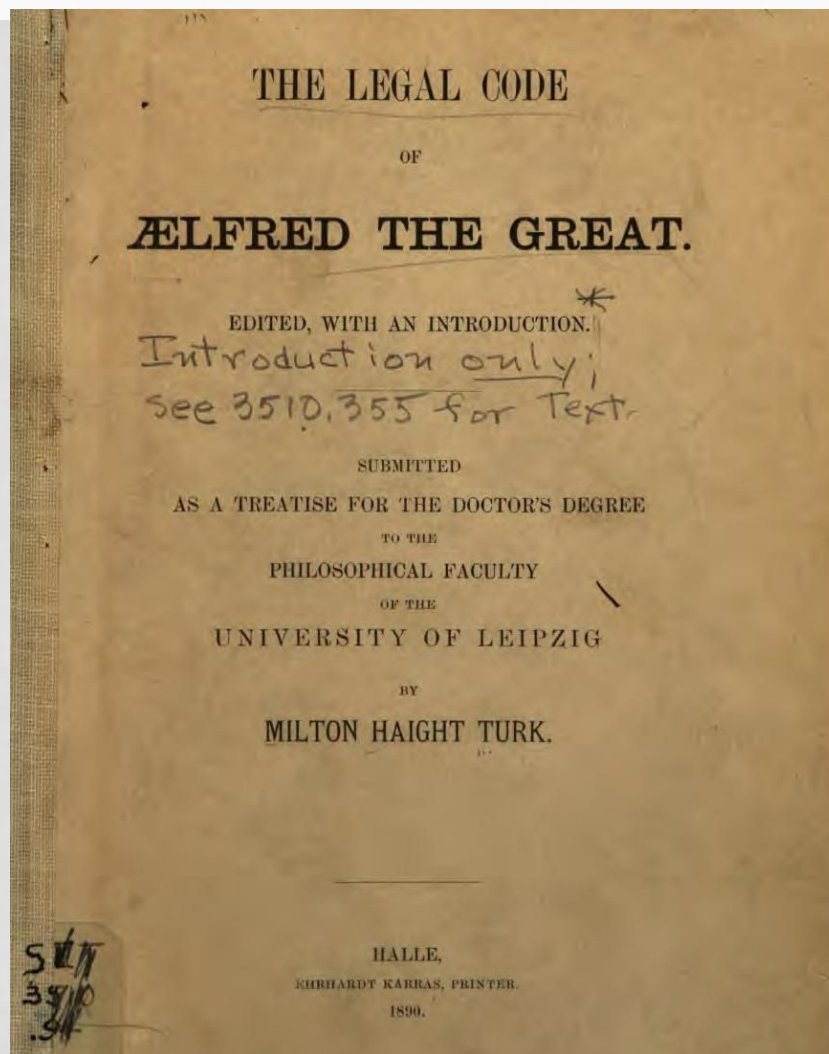 THE LEGAL CODE
OF
ÆLFRED THE GREAT.
EDITED, WITH AN INTRODUCTION.*
Introduction only;
See 3510.355 for Text.
SUBMITTED
AS A TREATISE FOR THE DOCTOR'S DEGREE
TO THE
PHILOSOPHICAL FACULTY
OF THE
UNIVERSITY OF LEIPZIG
BY
MILTON HAIGHT TURK.
HALLE,
EHRHARDT KARRAS, PRINTER.
1890.